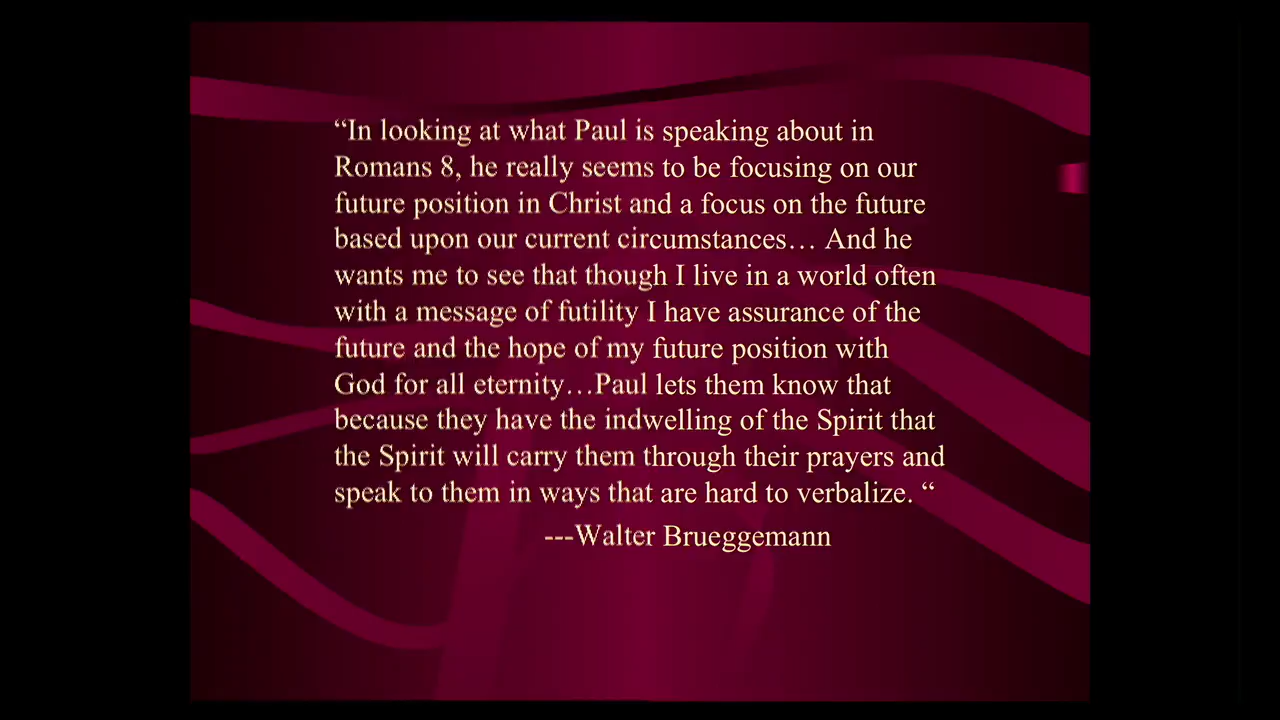 “In looking at what Paul is speaking about in
Romans 8, he really seems to be focusing on our
future position in Christ and a focus on the future
based upon our current circumstances… And he
wants me to see that though I live in a world often
with a message of futility I have assurance of the
future and the hope of my future position with
God for all eternity…Paul lets them know that
because they have the indwelling of the Spirit that
the Spirit will carry them through their prayers and
speak to them in ways that are hard to verbalize. “
---Walter Brueggemann